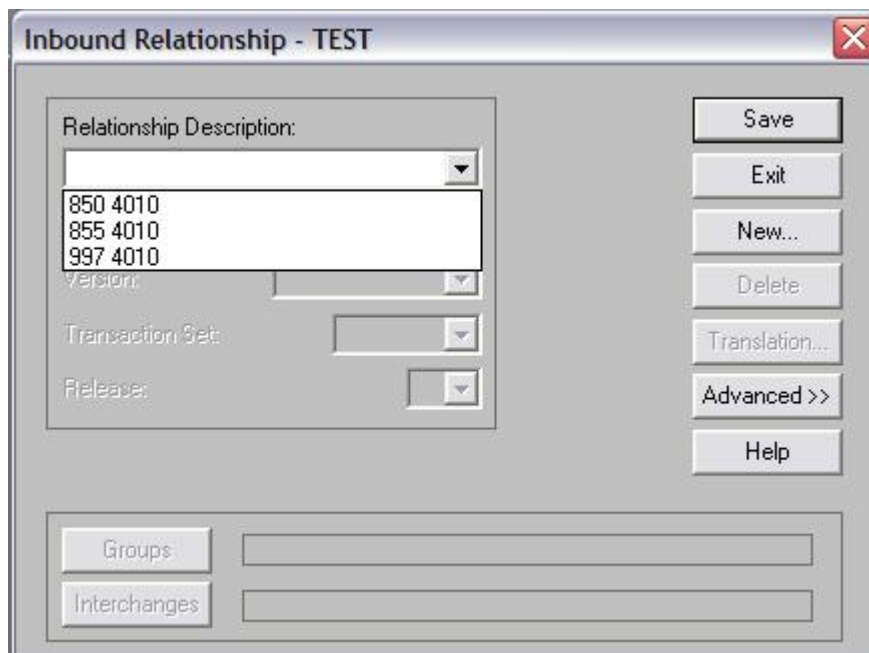 Inbound Relationship - TEST
Relationship Description:
850 4010
855 4010
997 4010
Version:
Transaction Set:
Release:
Save
Exit
New...
Delete
Translation...
Advanced >>
Help
Groups
Interchanges